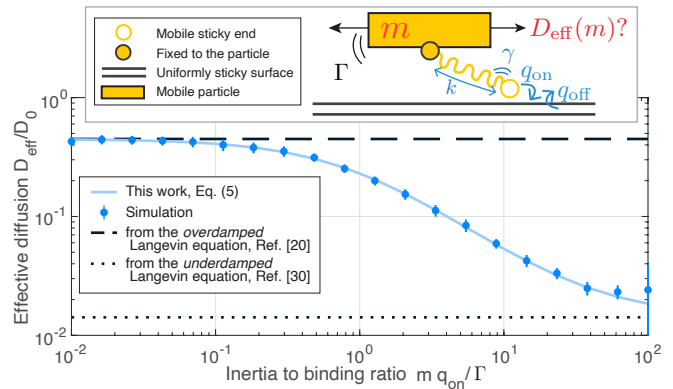 Mobile sticky end
Fixed to the particle
Uniformly sticky surface
Mobile particle
m
D_eff(m)?
Γ
γ
k
q_on
q_off
Effective diffusion D_eff/D_0
10^0
10^-1
10^-2
This work, Eq. (5)
Simulation
from the overdamped
Langevin equation, Ref. [20]
from the underdamped
Langevin equation, Ref. [30]
10^-2
10^-1
10^0
10^1
10^2
Inertia to binding ratio m q_on/Γ